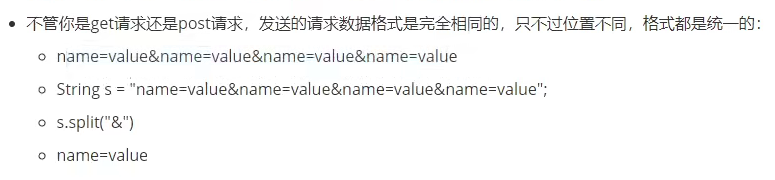 不管你是get请求还是post请求，发送的请求数据格式是完全相同的，只不过位置不同，格式都是统一的：
name=value&name=value&name=value&name=value
String s = "name=value&name=value&name=value&name=value";
s.split("&")
name=value